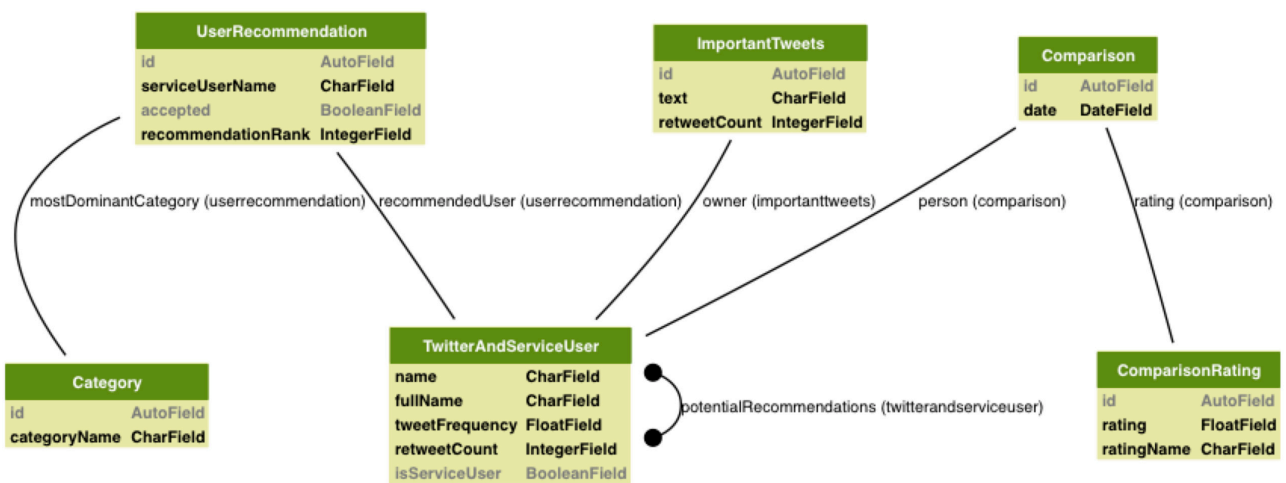 UserRecommendation
id AutoField
serviceUserName CharField
accepted BooleanField
recommendationRank IntegerField
ImportantTweets
id AutoField
text CharField
retweetCount IntegerField
Comparison
id AutoField
date DateField
mostDominantCategory (userrecommendation)
recommendedUser (userrecommendation)
owner (importanttweets)
person (comparison)
rating (comparison)
Category
id AutoField
categoryName CharField
TwitterAndServiceUser
name CharField
fullName CharField
tweetFrequency FloatField
retweetCount IntegerField
isServiceUser BooleanField
potentialRecommendations (twitterandserviceuser)
ComparisonRating
id AutoField
rating FloatField
ratingName CharField